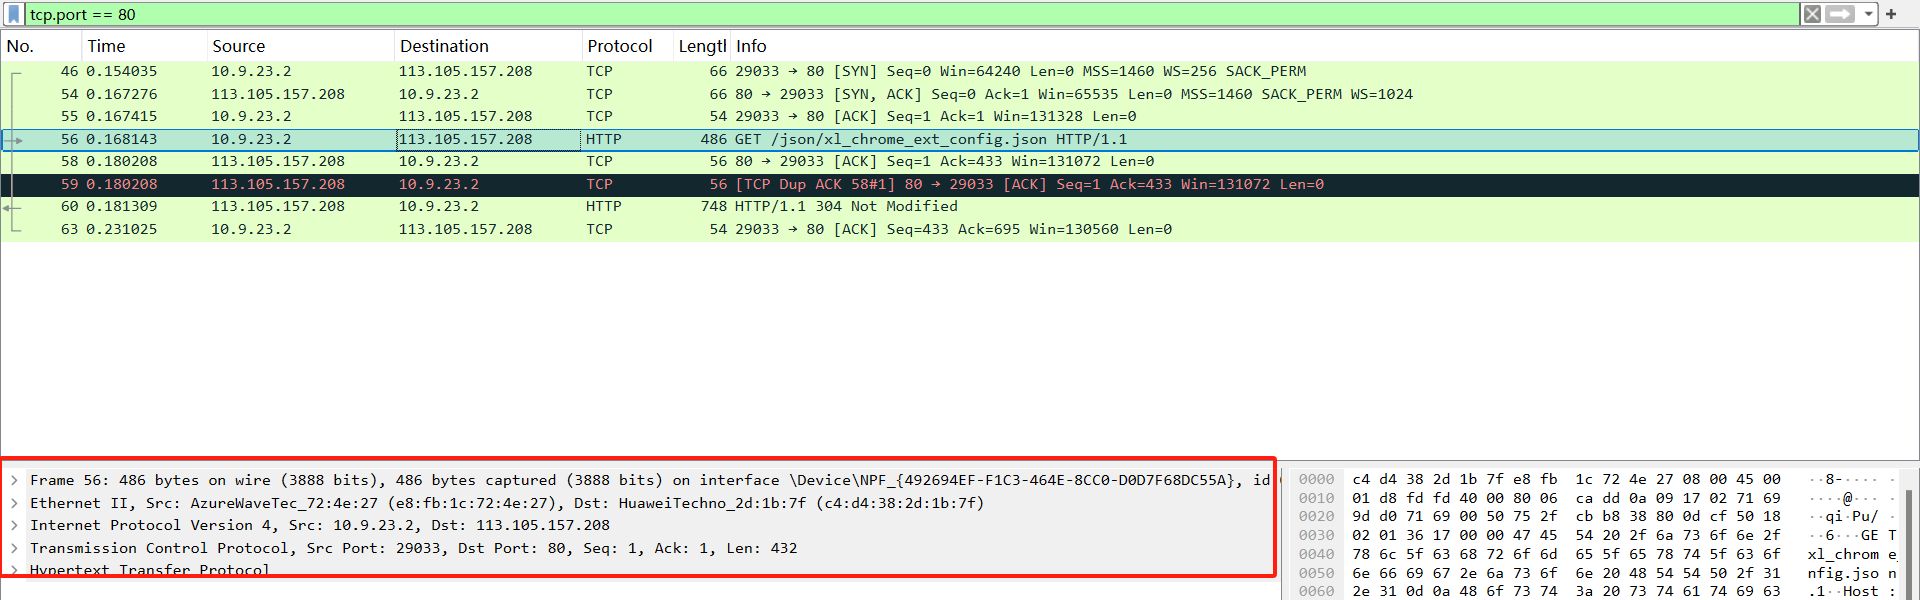 tcp.port == 80
No. Time Source Destination Protocol Lengtl Info
46 0.154035 10.9.23.2 113.105.157.208 TCP 66 29033 → 80 [SYN] Seq=0 Win=64240 Len=0 MSS=1460 WS=256 SACK_PERM
54 0.167276 113.105.157.208 10.9.23.2 TCP 66 80 → 29033 [SYN, ACK] Seq=0 Ack=1 Win=65535 Len=0 MSS=1460 SACK_PERM WS=1024
55 0.167415 10.9.23.2 113.105.157.208 TCP 54 29033 → 80 [ACK] Seq=1 Ack=1 Win=131328 Len=0
56 0.168143 10.9.23.2 113.105.157.208 HTTP 486 GET /json/xl_chrome_ext_config.json HTTP/1.1
58 0.180208 113.105.157.208 10.9.23.2 TCP 56 80 → 29033 [ACK] Seq=1 Ack=433 Win=131072 Len=0
59 0.180208 113.105.157.208 10.9.23.2 TCP 56 [TCP Dup ACK 58#1] 80 → 29033 [ACK] Seq=1 Ack=433 Win=131072 Len=0
60 0.181309 113.105.157.208 10.9.23.2 HTTP 748 HTTP/1.1 304 Not Modified
63 0.231025 10.9.23.2 113.105.157.208 TCP 54 29033 → 80 [ACK] Seq=433 Ack=695 Win=130560 Len=0
Frame 56: 486 bytes on wire (3888 bits), 486 bytes captured (3888 bits) on interface \Device\NPF_{492694EF-F1C3-464E-8CC0-D0D7F68DC55A}, id
Ethernet II, Src: AzureWaveTec_72:4e:27 (e8:fb:1c:72:4e:27), Dst: HuaweiTechno_2d:1b:7f (c4:d4:38:2d:1b:7f)
Internet Protocol Version 4, Src: 10.9.23.2, Dst: 113.105.157.208
Transmission Control Protocol, Src Port: 29033, Dst Port: 80, Seq: 1, Ack: 1, Len: 432
Hypertext Transfer Protocol
0000 c4 d4 38 2d 1b 7f e8 fb 1c 72 4e 27 08 00 45 00 ··8-····
0010 01 d8 fd fd 40 00 80 06 ca dd 0a 09 17 02 71 69 ····@···
0020 9d d0 71 69 00 50 75 2f cb b8 38 80 0d cf 50 18 ··qi·Pu/
0030 02 01 36 17 00 00 47 45 54 20 2f 6a 73 6f 6e 2f ··6···GE T
0040 78 6c 5f 63 68 72 6f 6d 65 5f 65 78 74 5f 63 6f xl_chrom e_
0050 6e 66 69 67 2e 6a 73 6f 6e 20 48 54 54 50 2f 31 nfig.jso n
0060 2e 31 0d 0a 48 6f 73 74 3a 20 73 74 61 74 69 63 .1··Host :